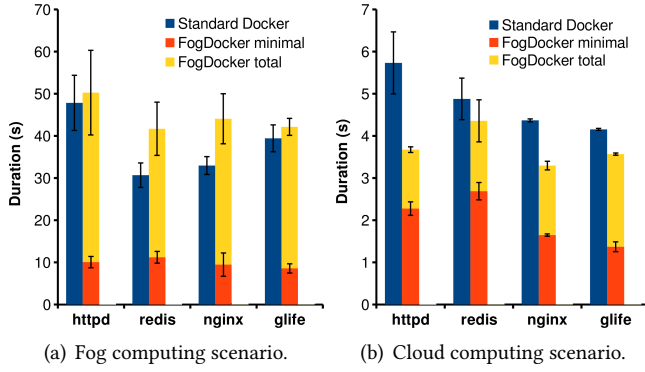 70
60
50
40
30
20
10
0
Duration (s)
Standard Docker
FogDocker minimal
FogDocker total
httpd redis nginx glife
(a) Fog computing scenario.
7
6
5
4
3
2
1
0
Duration (s)
Standard Docker
FogDocker minimal
FogDocker total
httpd redis nginx glife
(b) Cloud computing scenario.